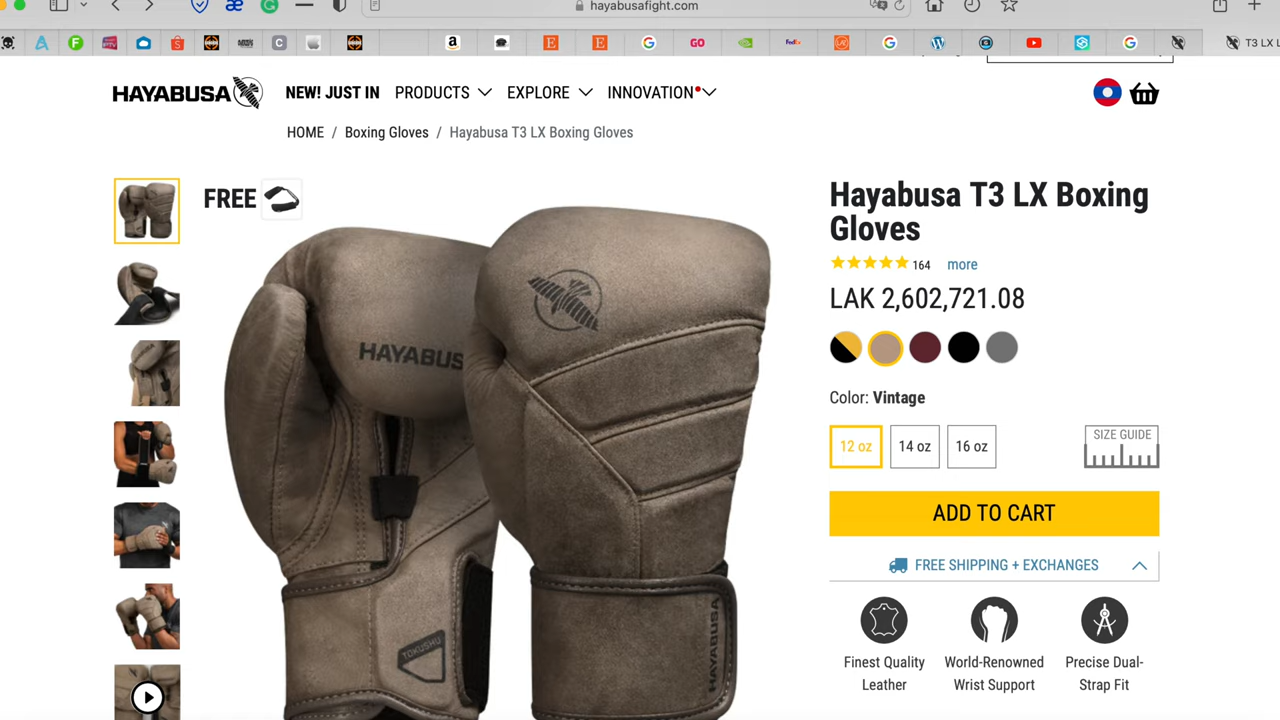 hayabusafight.com
T3 LX L
HAYABUSA
NEW! JUST IN PRODUCTS EXPLORE INNOVATION
HOME / Boxing Gloves / Hayabusa T3 LX Boxing Gloves
FREE
Hayabusa T3 LX Boxing
Gloves
164 more
LAK 2,602,721.08
Color: Vintage
12 oz 14 oz 16 oz
SIZE GUIDE
ADD TO CART
FREE SHIPPING + EXCHANGES
Finest Quality
Leather
World-Renowned
Wrist Support
Precise Dual-
Strap Fit
HAYABUS
TOKUSHU
HAYABUSA